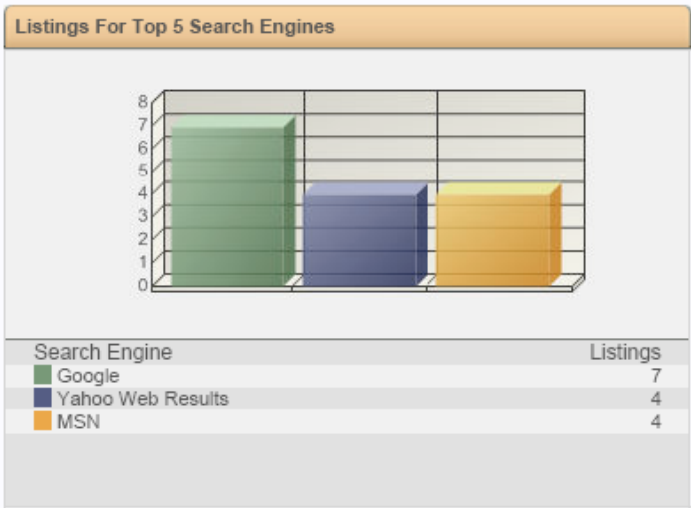 Listings For Top 5 Search Engines
8
7
6
5
4
3
2
1
0
Search Engine Listings
Google 7
Yahoo Web Results 4
MSN 4